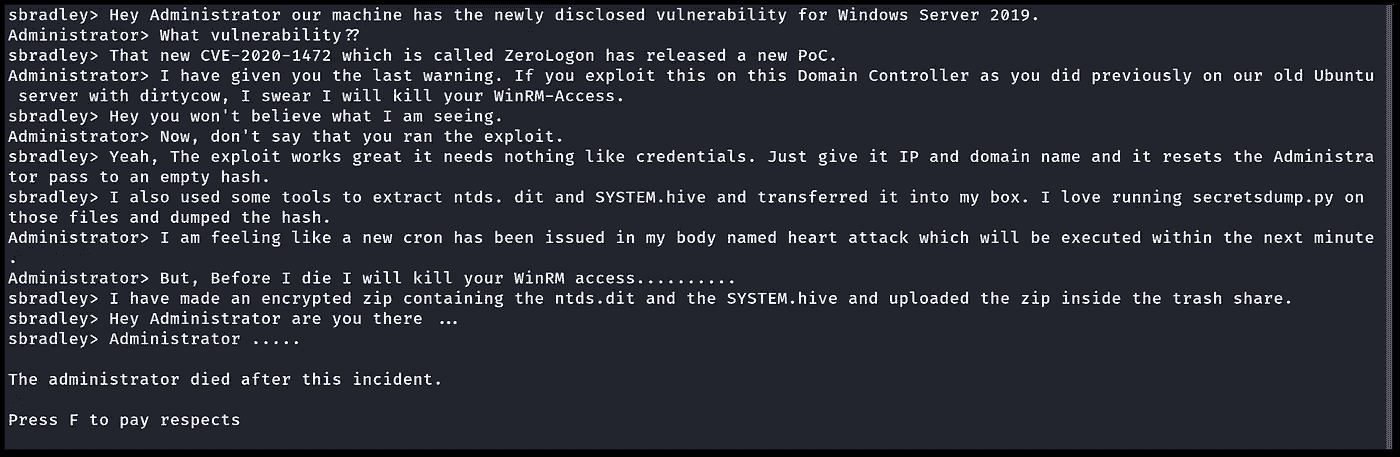 sbradley> Hey Administrator our machine has the newly disclosed vulnerability for Windows Server 2019.
Administrator> What vulnerability??
sbradley> That new CVE-2020-1472 which is called ZeroLogon has released a new PoC.
Administrator> I have given you the last warning. If you exploit this on this Domain Controller as you did previously on our old Ubuntu
 server with dirtycow, I swear I will kill your WinRM-Access.
sbradley> Hey you won't believe what I am seeing.
Administrator> Now, don't say that you ran the exploit.
sbradley> Yeah, The exploit works great it needs nothing like credentials. Just give it IP and domain name and it resets the Administra
tor pass to an empty hash.
sbradley> I also used some tools to extract ntds. dit and SYSTEM.hive and transferred it into my box. I love running secretsdump.py on
those files and dumped the hash.
Administrator> I am feeling like a new cron has been issued in my body named heart attack which will be executed within the next minute
.
Administrator> But, Before I die I will kill your WinRM access..........
sbradley> I have made an encrypted zip containing the ntds.dit and the SYSTEM.hive and uploaded the zip inside the trash share.
sbradley> Hey Administrator are you there ...
sbradley> Administrator .....
The administrator died after this incident.
Press F to pay respects